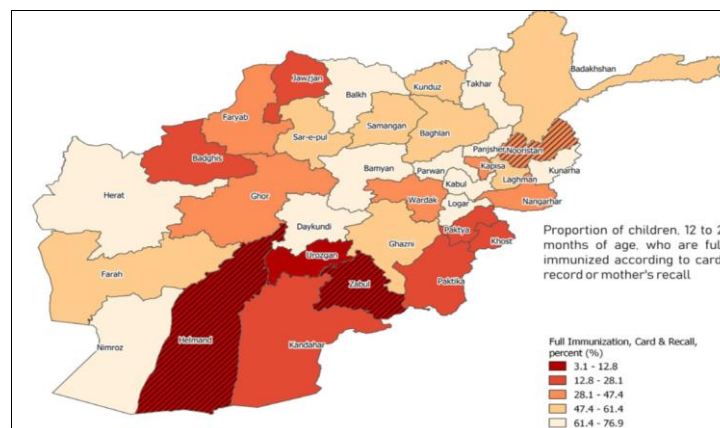 Jawzjan
Balkh
Kunduz
Takhar
Badakhshan
Faryab
Sar-e-pul
Samangan
Baghlan
Badghis
Panjsher
Nooristan
Kunarha
Kapisa
Laghman
Parwan
Bamyan
Kabul
Wardak
Logar
Nangarhar
Herat
Ghor
Daykundi
Ghazni
Paktya
Khost
Paktika
Urozgan
Zabul
Farah
Nimroz
Helmand
Kandahar
Proportion of children, 12 to 2
months of age, who are ful
immunized according to card
record or mother's recall
Full Immunization, Card & Recall,
percent (%)
3.1 - 12.8
12.8 - 28.1
28.1 - 47.4
47.4 - 61.4
61.4 - 76.9